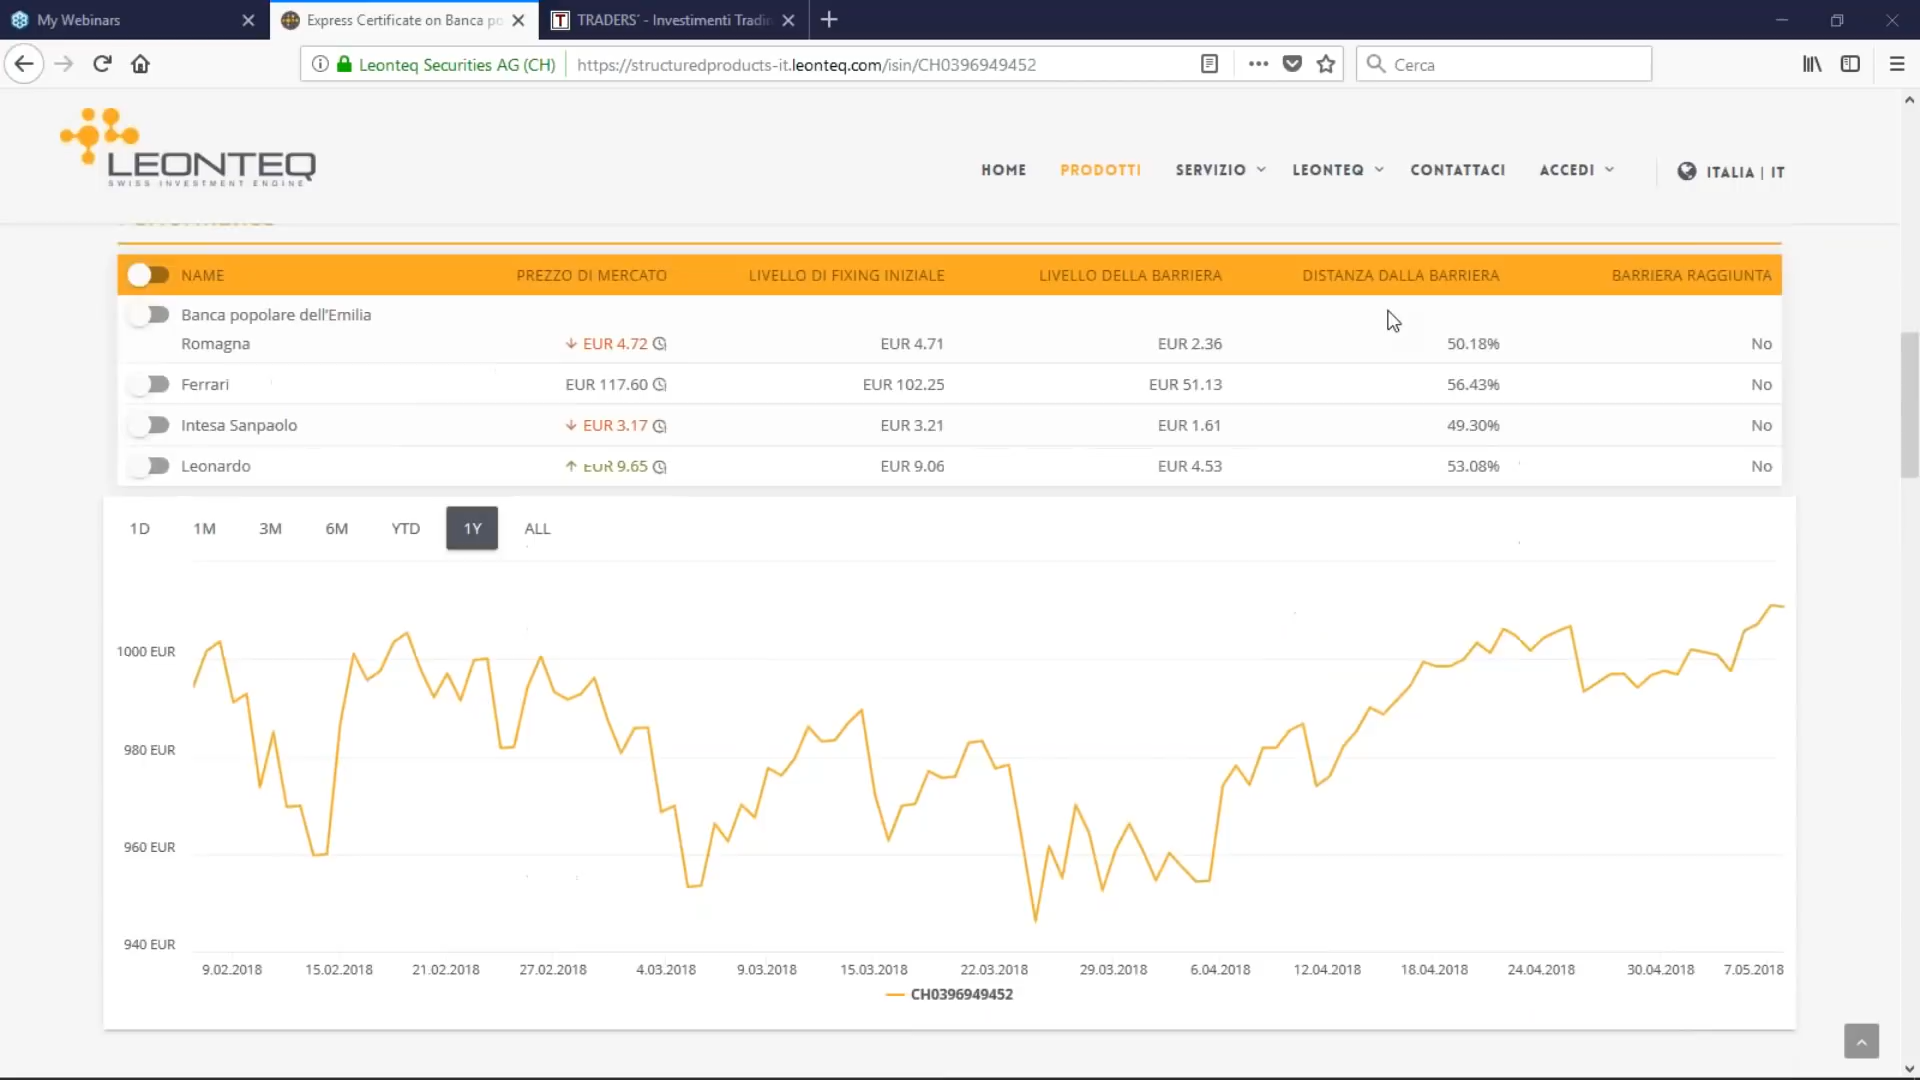 My Webinars
Express Certificate on Banca po
TRADERS´ - Investimenti Tradin
Leonteq Securities AG (CH)
https://structuredproducts-it.leonteq.com/isin/CH0396949452
Cerca
LEONTEQ
SWISS INVESTMENT ENGINE
HOME PRODOTTI SERVIZIO LEONTEQ CONTATTACI ACCEDI ITALIA | IT
NAME PREZZO DI MERCATO LIVELLO DI FIXING INIZIALE LIVELLO DELLA BARRIERA DISTANZA DALLA BARRIERA BARRIERA RAGGIUNTA
Banca popolare dell'Emilia
Romagna EUR 4.72 EUR 4.71 EUR 2.36 50.18% No
Ferrari EUR 117.60 EUR 102.25 EUR 51.13 56.43% No
Intesa Sanpaolo EUR 3.17 EUR 3.21 EUR 1.61 49.30% No
Leonardo EUR 9.65 EUR 9.06 EUR 4.53 53.08% No
1D 1M 3M 6M YTD 1Y ALL
1000 EUR
980 EUR
960 EUR
940 EUR
9.02.2018 15.02.2018 21.02.2018 27.02.2018 4.03.2018 9.03.2018 15.03.2018 22.03.2018 29.03.2018 6.04.2018 12.04.2018 18.04.2018 24.04.2018 30.04.2018 7.05.2018
CH0396949452